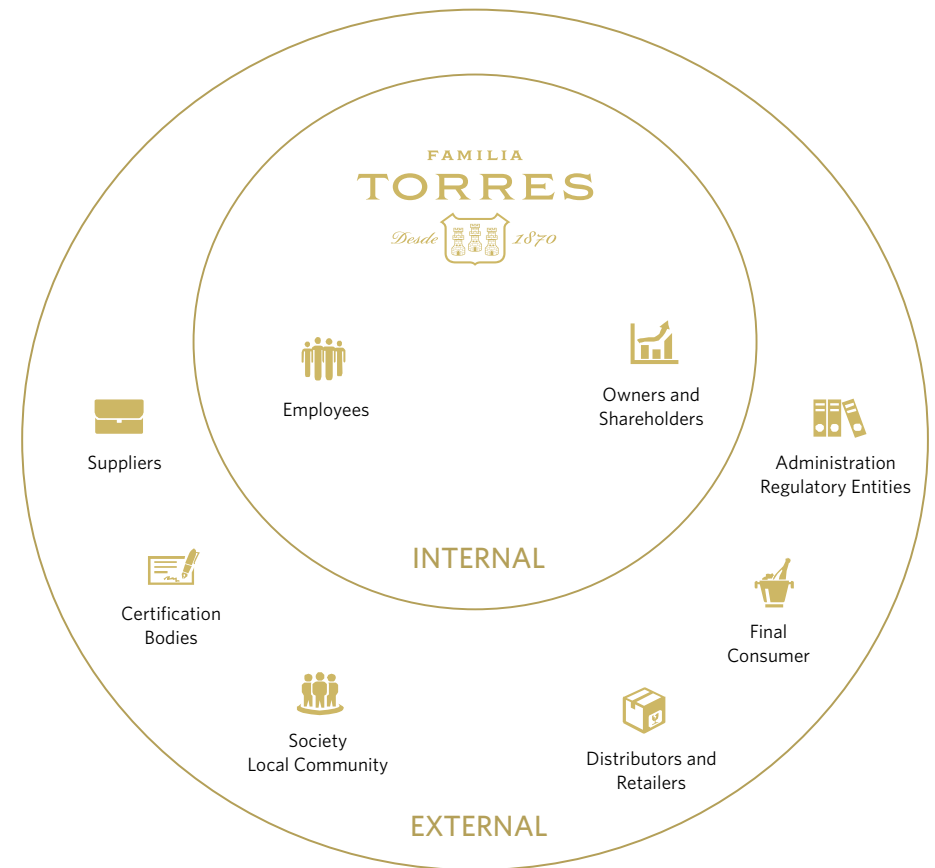 FAMILIA
TORRES
Desde 1870
Employees
Owners and
Shareholders
Suppliers
Administration
Regulatory Entities
INTERNAL
Certification
Bodies
Final
Consumer
Society
Local Community
Distributors and
Retailers
EXTERNAL